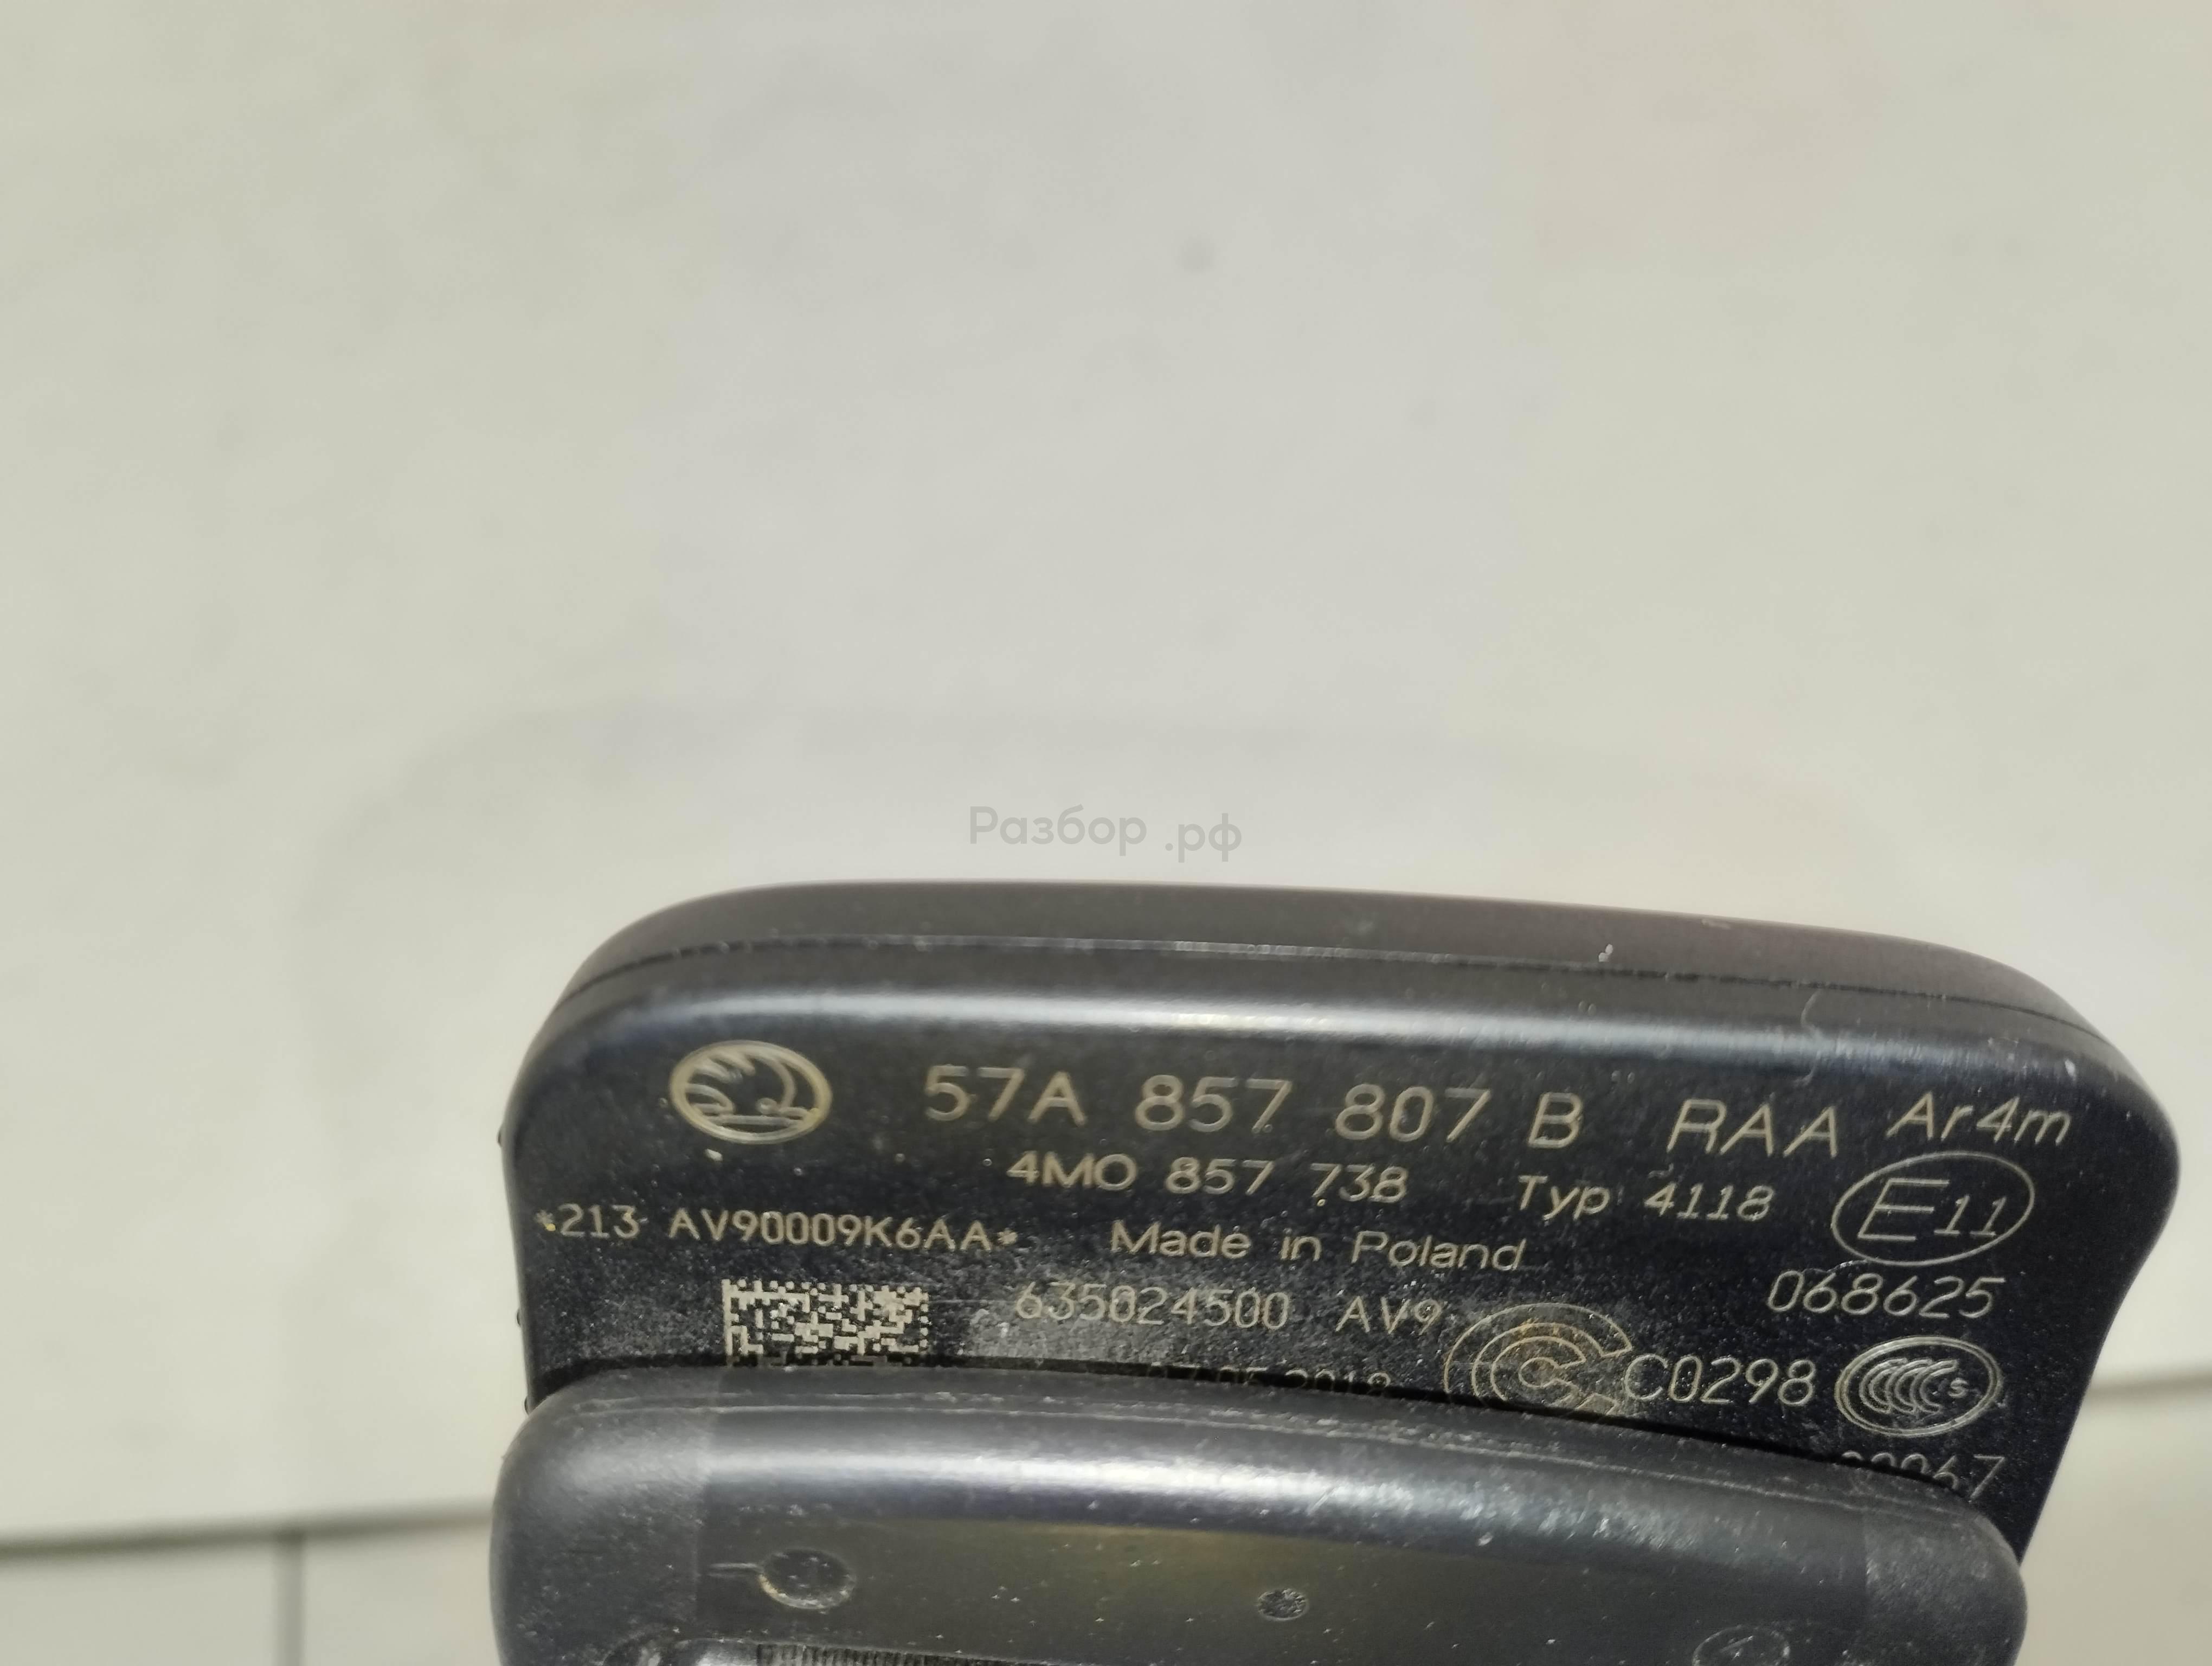 Разбор .рф
57A 857 807 B RAA Ar4m
4M0 857 738 Typ 4118 E11
*213 AV90009K6AA* Made in Poland
068625
635024500 AV9
C0298 CCC S